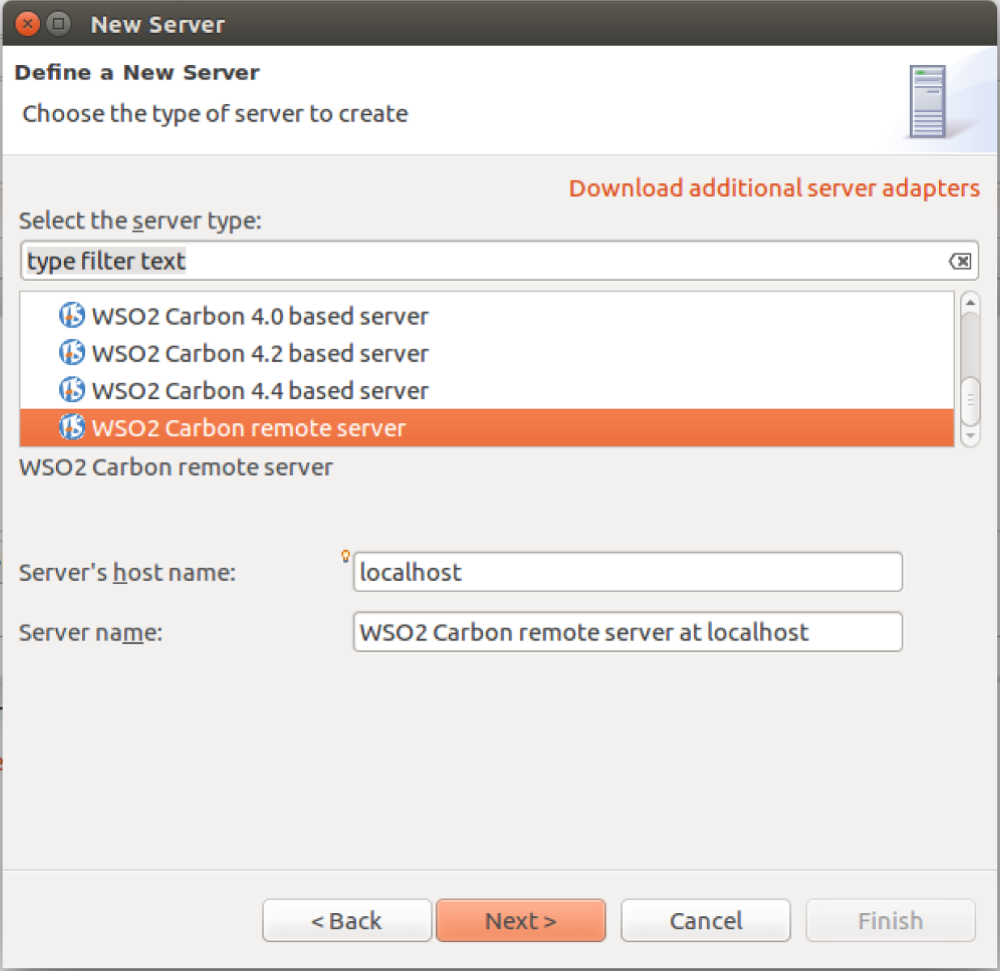 New Server
Define a New Server
Choose the type of server to create
Download additional server adapters
Select the server type:
type filter text
WSO2 Carbon 4.0 based server
WSO2 Carbon 4.2 based server
WSO2 Carbon 4.4 based server
WSO2 Carbon remote server
WSO2 Carbon remote server
Server's host name: localhost
Server name: WSO2 Carbon remote server at localhost
< Back Next > Cancel Finish